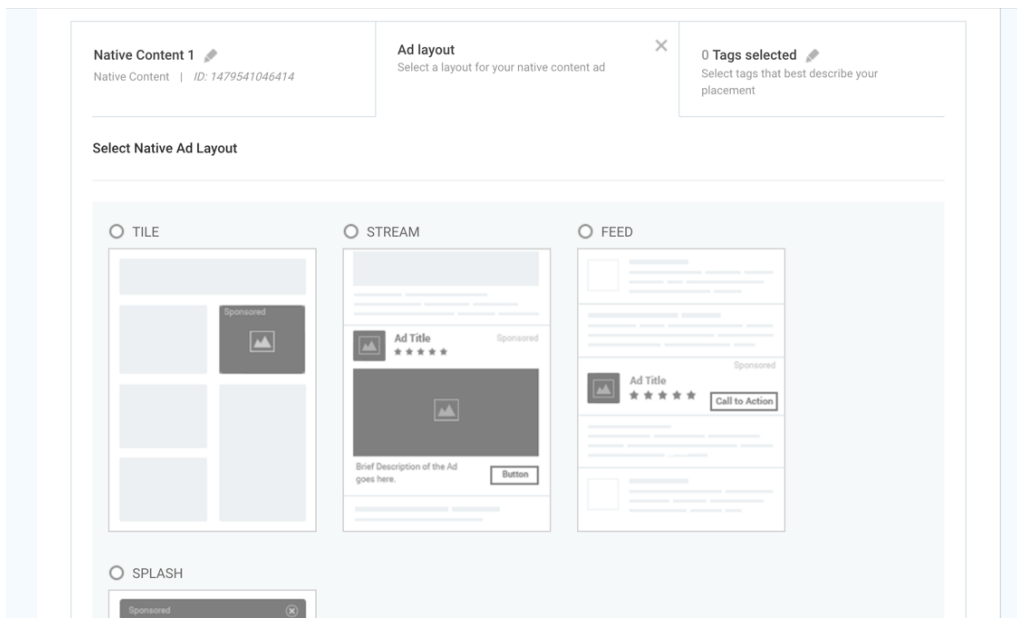 Native Content 1
Native Content | ID: 1479541046414
Ad layout
Select a layout for your native content ad
0 Tags selected
Select tags that best describe your
placement
Select Native Ad Layout
TILE
Sponsored
STREAM
Ad Title
Sponsored
Brief Description of the Ad
goes here.
Button
FEED
Sponsored
Ad Title
Call to Action
SPLASH
Sponsored